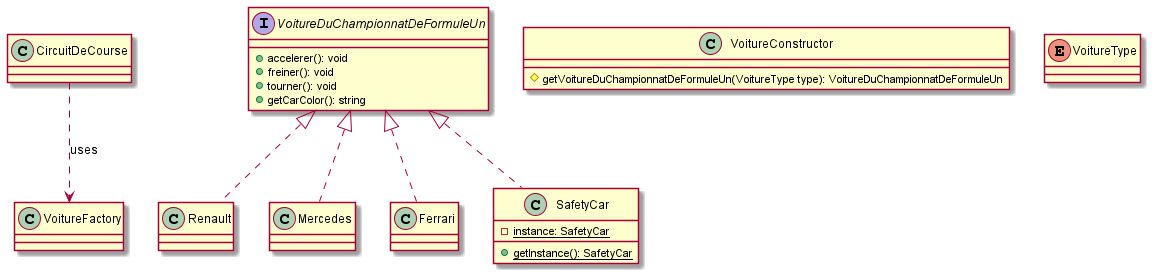 C CircuitDeCourse
I VoitureDuChampionnatDeFormuleUn
accelerer(): void
freiner(): void
tourner(): void
getCarColor(): string
C VoitureConstructor
getVoitureDuChampionnatDeFormuleUn(VoitureType type): VoitureDuChampionnatDeFormuleUn
E VoitureType
uses
C VoitureFactory
C Renault
C Mercedes
C Ferrari
C SafetyCar
instance: SafetyCar
getInstance(): SafetyCar